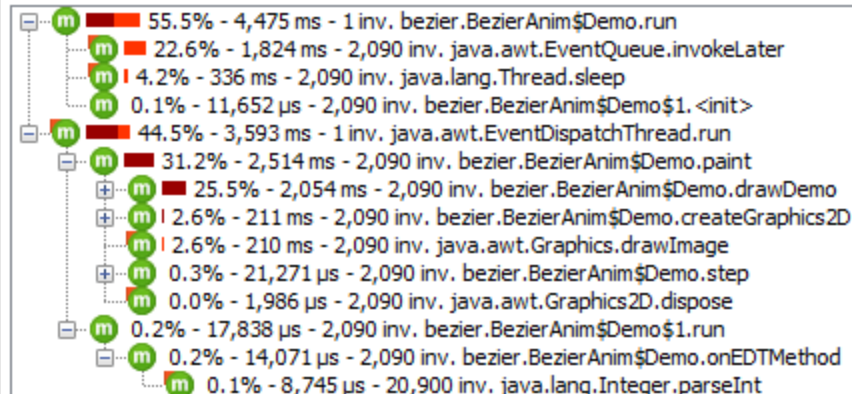 m 55.5% - 4,475 ms - 1 inv. bezier.BezierAnim$Demo.run
m 22.6% - 1,824 ms - 2,090 inv. java.awt.EventQueue.invokeLater
m 4.2% - 336 ms - 2,090 inv. java.lang.Thread.sleep
m 0.1% - 11,652 µs - 2,090 inv. bezier.BezierAnim$Demo$1.<init>
m 44.5% - 3,593 ms - 1 inv. java.awt.EventDispatchThread.run
m 31.2% - 2,514 ms - 2,090 inv. bezier.BezierAnim$Demo.paint
m 25.5% - 2,054 ms - 2,090 inv. bezier.BezierAnim$Demo.drawDemo
m 2.6% - 211 ms - 2,090 inv. bezier.BezierAnim$Demo.createGraphics2D
m 2.6% - 210 ms - 2,090 inv. java.awt.Graphics.drawImage
m 0.3% - 21,271 µs - 2,090 inv. bezier.BezierAnim$Demo.step
m 0.0% - 1,986 µs - 2,090 inv. java.awt.Graphics2D.dispose
m 0.2% - 17,838 µs - 2,090 inv. bezier.BezierAnim$Demo$1.run
m 0.2% - 14,071 µs - 2,090 inv. bezier.BezierAnim$Demo.onEDTMethod
m 0.1% - 8,745 µs - 20,900 inv. java.lang.Integer.parseInt